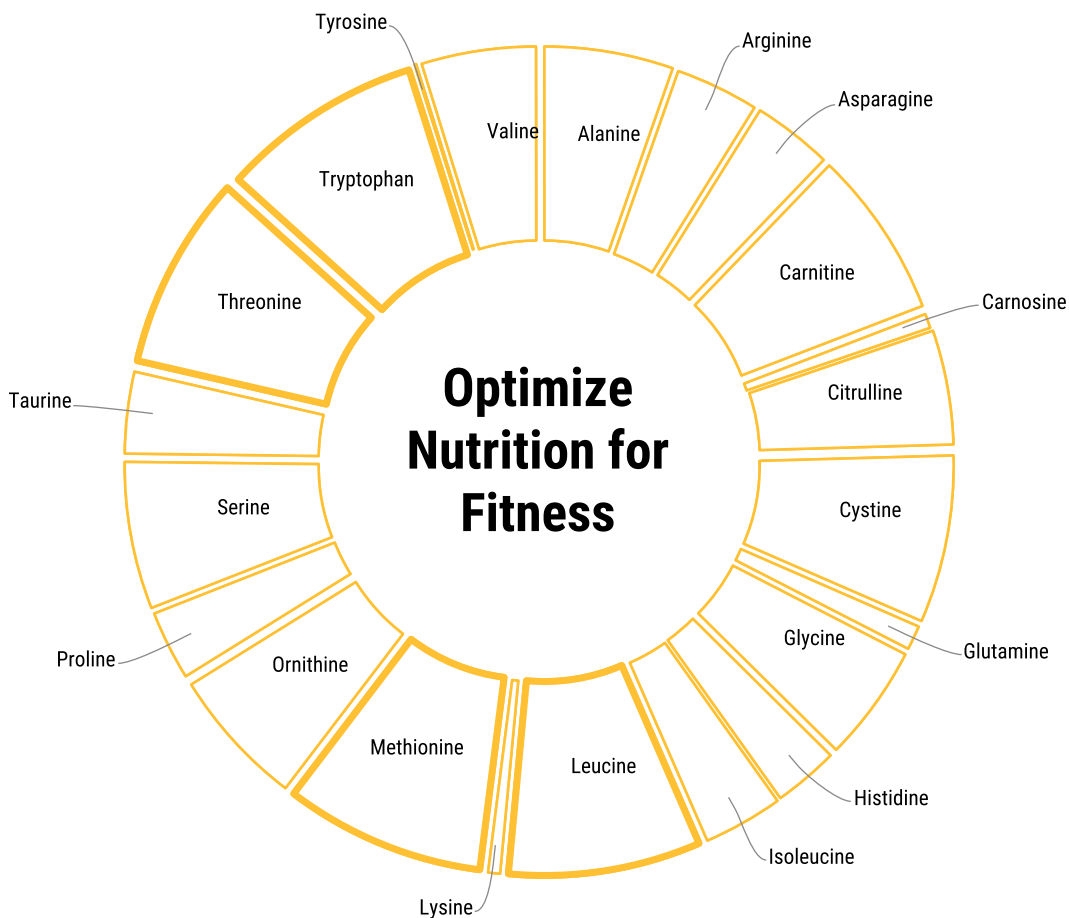 Optimize
Nutrition for
Fitness
Alanine
Arginine
Asparagine
Carnitine
Carnosine
Citrulline
Cystine
Glutamine
Glycine
Histidine
Isoleucine
Leucine
Lysine
Methionine
Ornithine
Proline
Serine
Taurine
Threonine
Tryptophan
Tyrosine
Valine